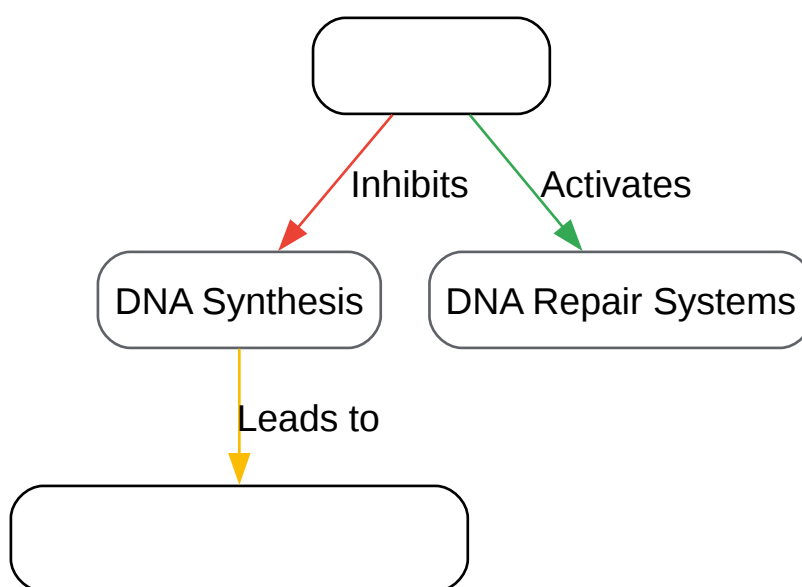 Inhibits
Activates
DNA Synthesis
DNA Repair Systems
Leads to